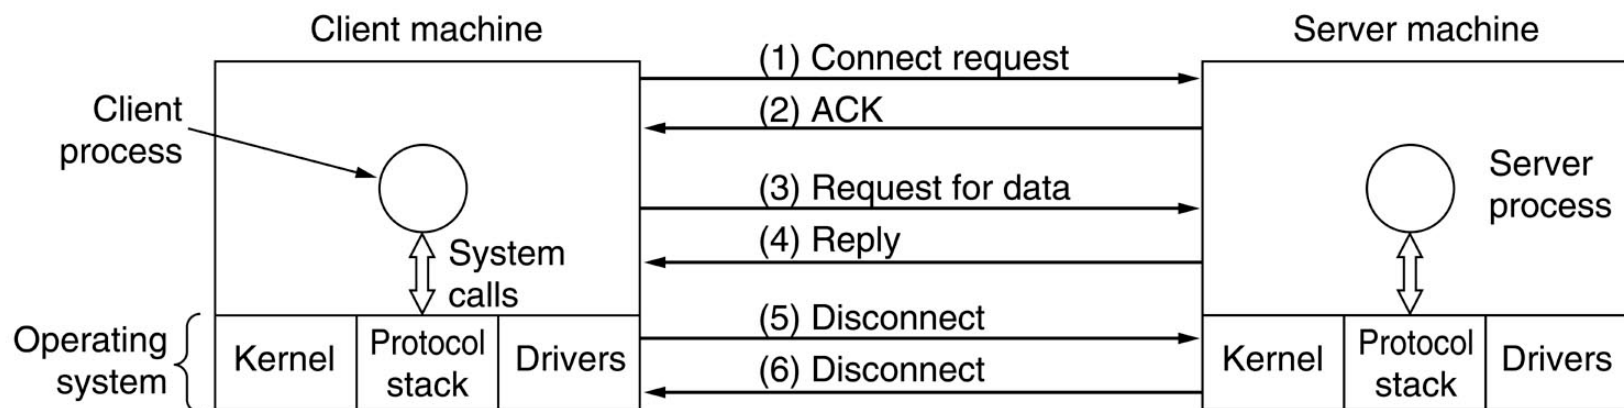 Client machine
Server machine
(1) Connect request
(2) ACK
Client
process
(3) Request for data
Server
process
(4) Reply
System
calls
(5) Disconnect
(6) Disconnect
Operating
system
Kernel
Protocol
stack
Drivers
Kernel
Protocol
stack
Drivers